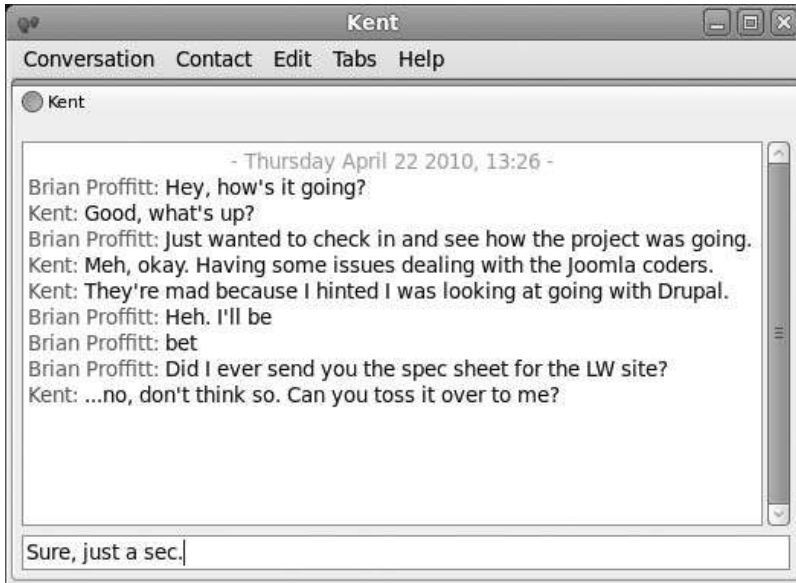 Kent
Conversation Contact Edit Tabs Help
Kent
- Thursday April 22 2010, 13:26 -
Brian Proffitt: Hey, how's it going?
Kent: Good, what's up?
Brian Proffitt: Just wanted to check in and see how the project was going.
Kent: Meh, okay. Having some issues dealing with the Joomla coders.
Kent: They're mad because I hinted I was looking at going with Drupal.
Brian Proffitt: Heh. I'll be
Brian Proffitt: bet
Brian Proffitt: Did I ever send you the spec sheet for the LW site?
Kent: ...no, don't think so. Can you toss it over to me?
Sure, just a sec.